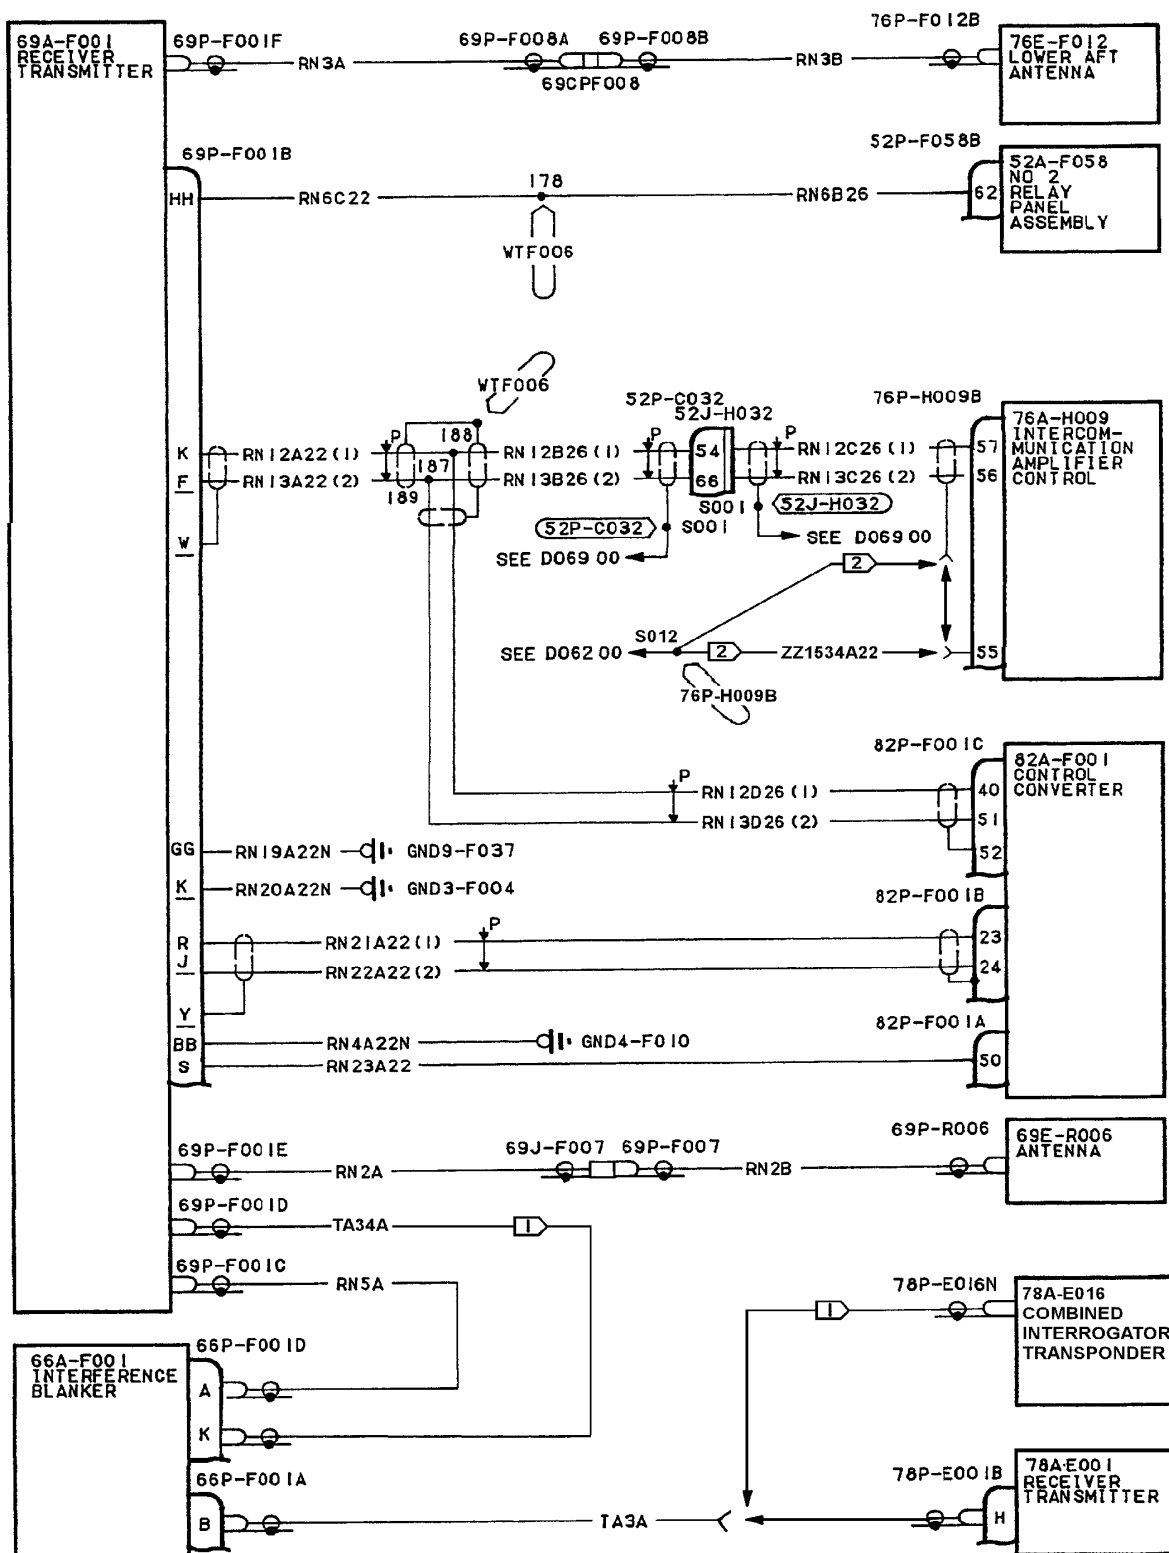 69A-F001
RECEIVER
TRANSMITTER
69P-F001F
RN3A
69P-F008A
69P-F008B
69CPF008
RN3B
76P-F012B
76E-F012
LOWER AFT
ANTENNA
69P-F001B
HH
RN6C22
178
WTF006
RN6B26
52P-F058B
62
52A-F058
NO 2
RELAY
PANEL
ASSEMBLY
WTF006
K
RN12A22 (1)
P
188
187
RN12B26 (1)
52P-C032
52J-H032
P
54
P
RN12C26 (1)
76P-H009B
57
76A-H009
INTERCOM-
MUNICATION
AMPLIFIER
CONTROL
F
RN13A22 (2)
189
RN13B26 (2)
66
RN13C26 (2)
56
W
S001
52J-H032
52P-C032
S001
SEE D069 00
SEE D069 00
2
S012
SEE D062 00
2
ZZ1534A22
55
76P-H009B
82P-F001C
82A-F001
CONTROL
CONVERTER
P
RN12D26 (1)
40
RN13D26 (2)
51
52
GG
RN19A22N
GND9-F037
K
RN20A22N
GND3-F004
82P-F001B
R
RN21A22 (1)
P
23
J
RN22A22 (2)
24
Y
82P-F001A
BB
RN4A22N
GND4-F010
S
RN23A22
50
69P-F001E
RN2A
69J-F007
69P-F007
RN2B
69P-R006
69E-R006
ANTENNA
69P-F001D
TA34A
1
69P-F001C
RN5A
78P-E016N
1
78A-E016
COMBINED
INTERROGATOR
TRANSPONDER
66A-F001
INTERFERENCE
BLANKER
66P-F001D
A
K
66P-F001A
B
TA3A
78P-E001B
H
78A-E001
RECEIVER
TRANSMITTER